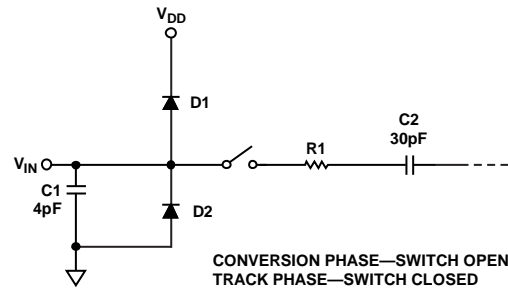 VDD
D1
C2
30pF
R1
VIN
C1
4pF
D2
CONVERSION PHASE—SWITCH OPEN
TRACK PHASE—SWITCH CLOSED